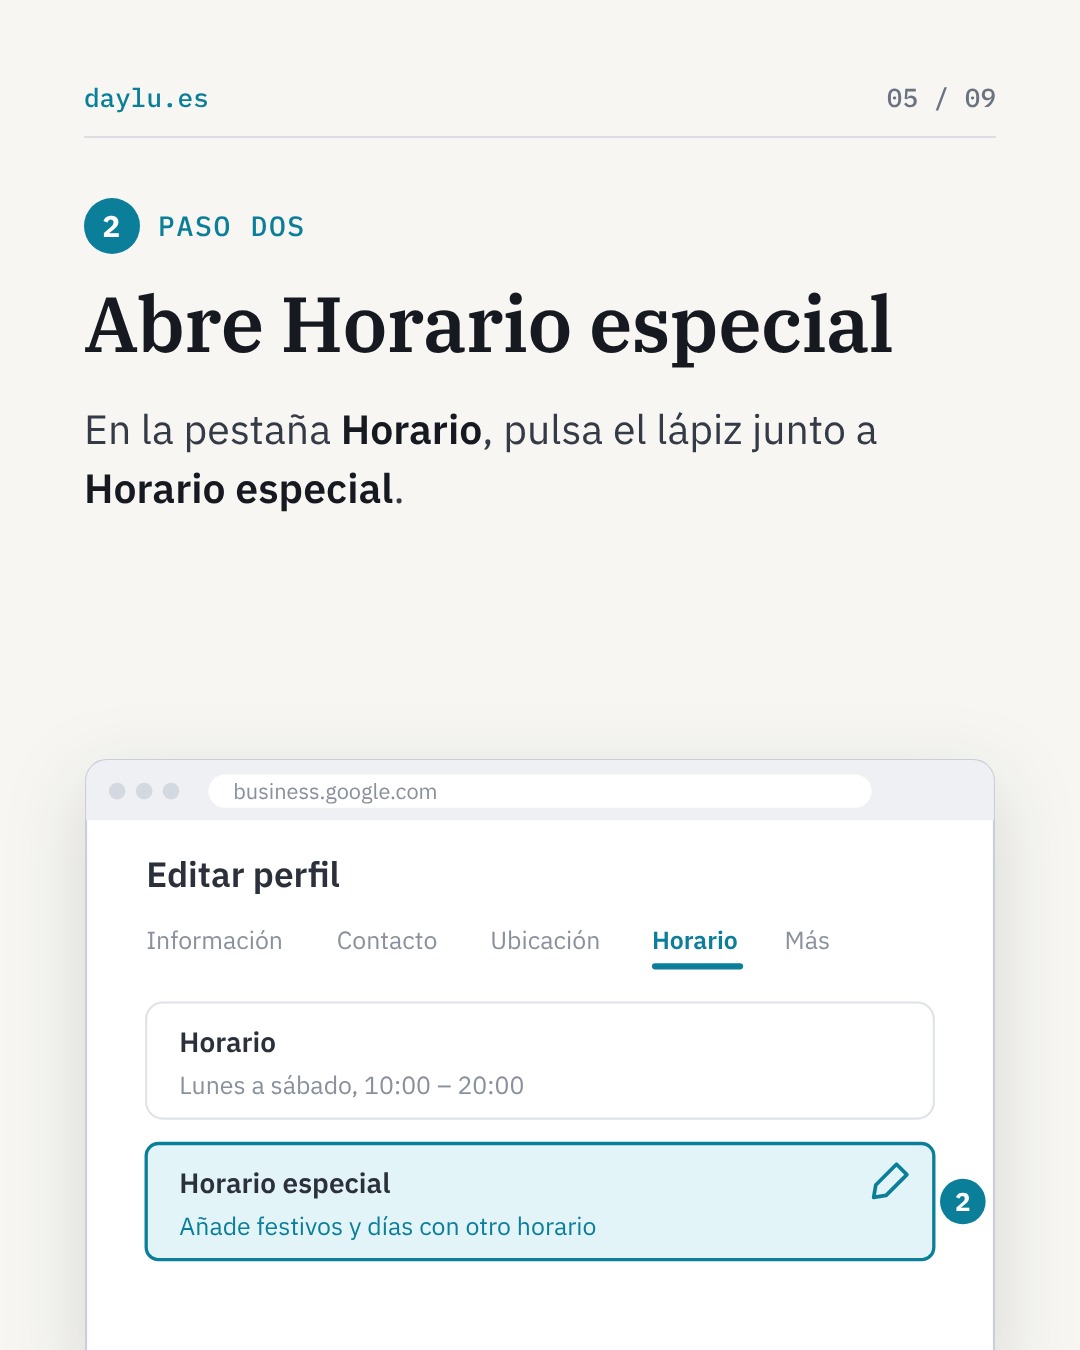 daylu.es
05 / 09
2 PASO DOS
Abre Horario especial
En la pestaña Horario, pulsa el lápiz junto a
Horario especial.
business.google.com
Editar perfil
Información Contacto Ubicación Horario Más
Horario
Lunes a sábado, 10:00 – 20:00
Horario especial
Añade festivos y días con otro horario
2